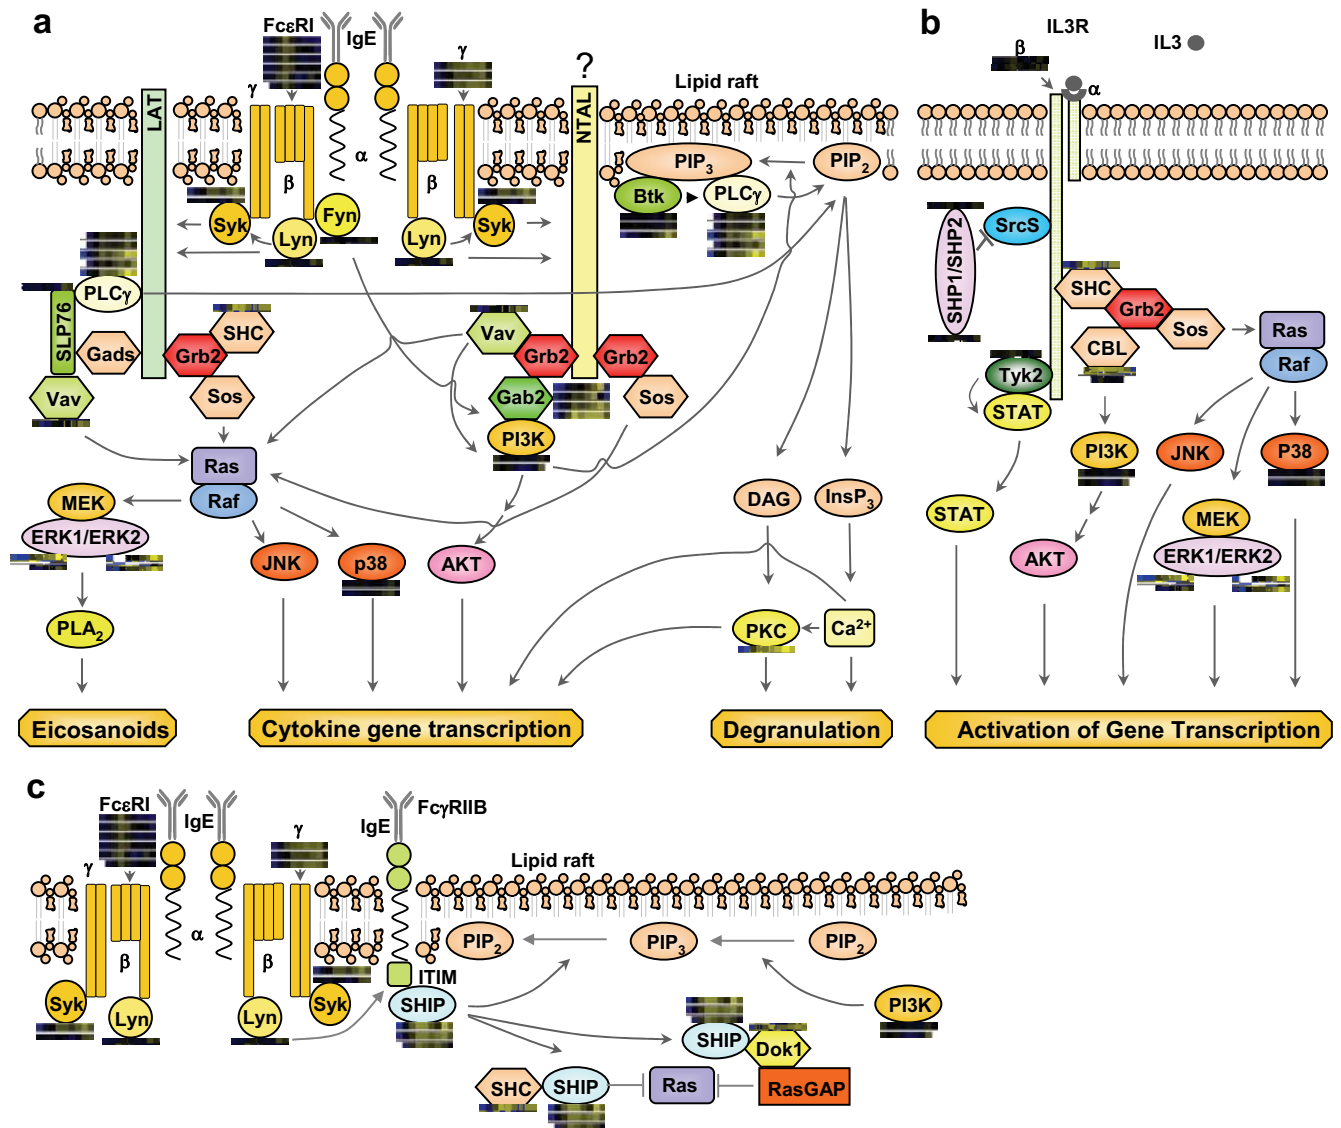 a
FcεRI
IgE
γ
?
Lipid raft
LAT
γ
α
β
β
NTAL
PIP3
PIP2
Btk
PLCγ
Syk
Lyn
Fyn
Lyn
Syk
PLCγ
SLP76
Gads
Vav
Grb2
SHC
Sos
Vav
Grb2
Grb2
Gab2
Sos
PI3K
Ras
Raf
MEK
ERK1/ERK2
JNK
p38
AKT
DAG
InsP3
PLA2
PKC
Ca2+
Eicosanoids
Cytokine gene transcription
Degranulation
b
IL3R
β
IL3
α
SHP1/SHP2
SrcS
SHC
Grb2
Sos
CBL
Ras
Raf
Tyk2
STAT
PI3K
JNK
P38
STAT
AKT
MEK
ERK1/ERK2
Activation of Gene Transcription
c
FcεRI
IgE
γ
IgE
FcγRIIB
Lipid raft
γ
α
β
β
PIP2
PIP3
PIP2
ITIM
Syk
Lyn
Lyn
Syk
SHIP
PI3K
SHIP
Dok1
SHC
SHIP
Ras
RasGAP